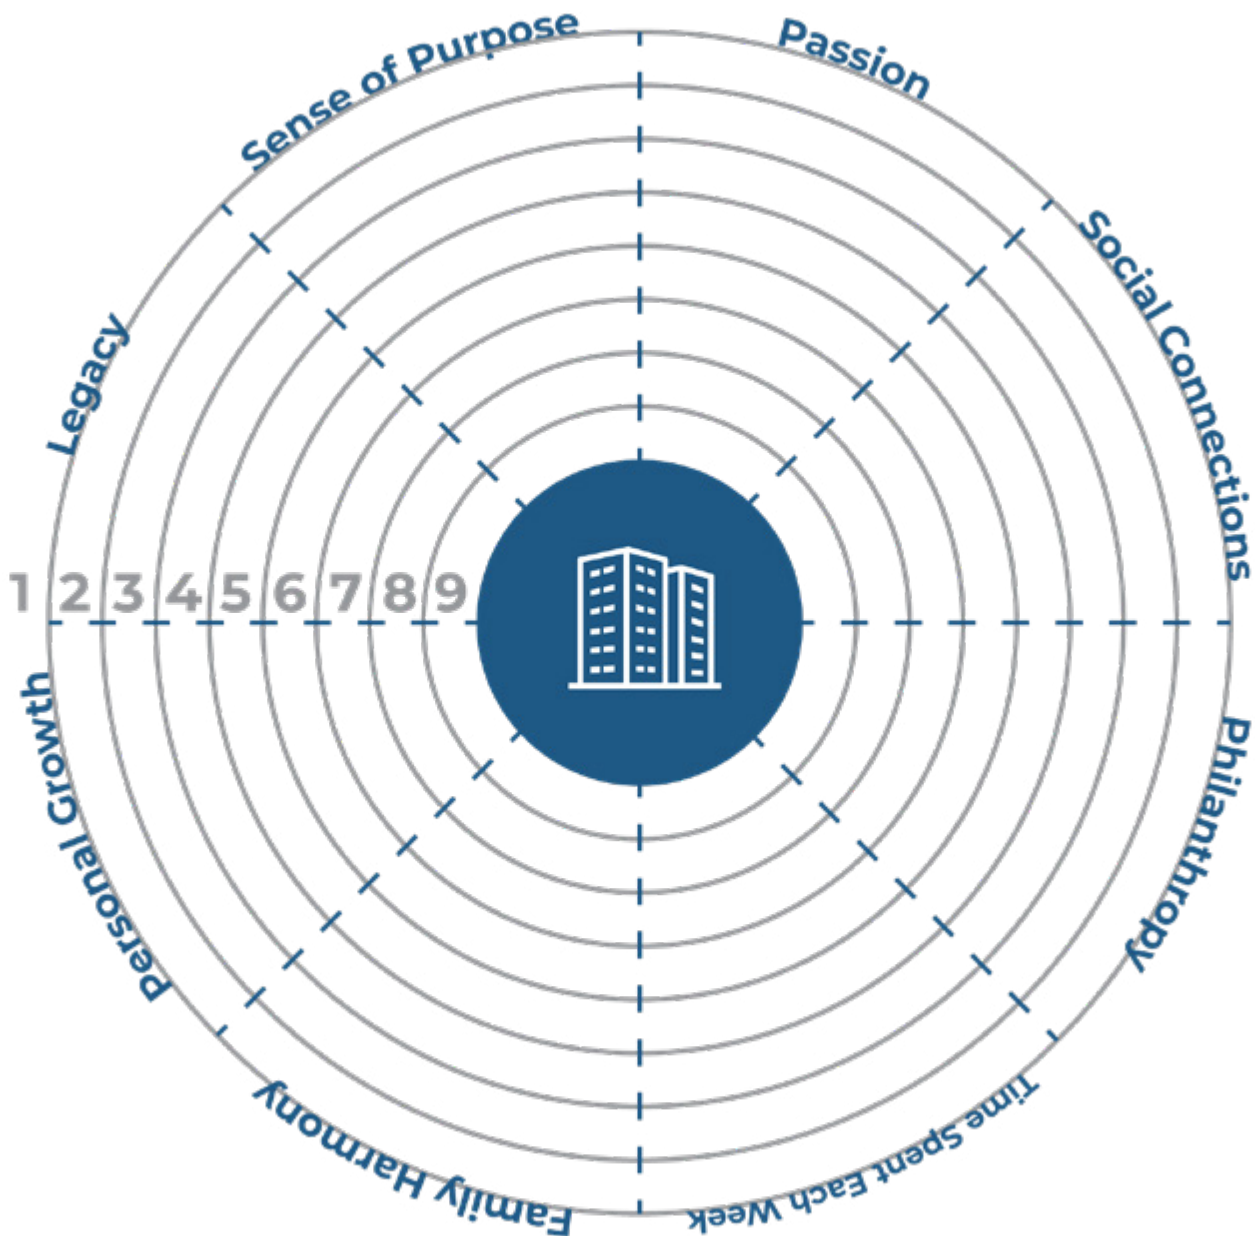 Sense of Purpose
Passion
Social Connections
Legacy
1 2 3 4 5 6 7 8 9
Philanthropy
Personal Growth
Time Spent Each Week
Family Harmony